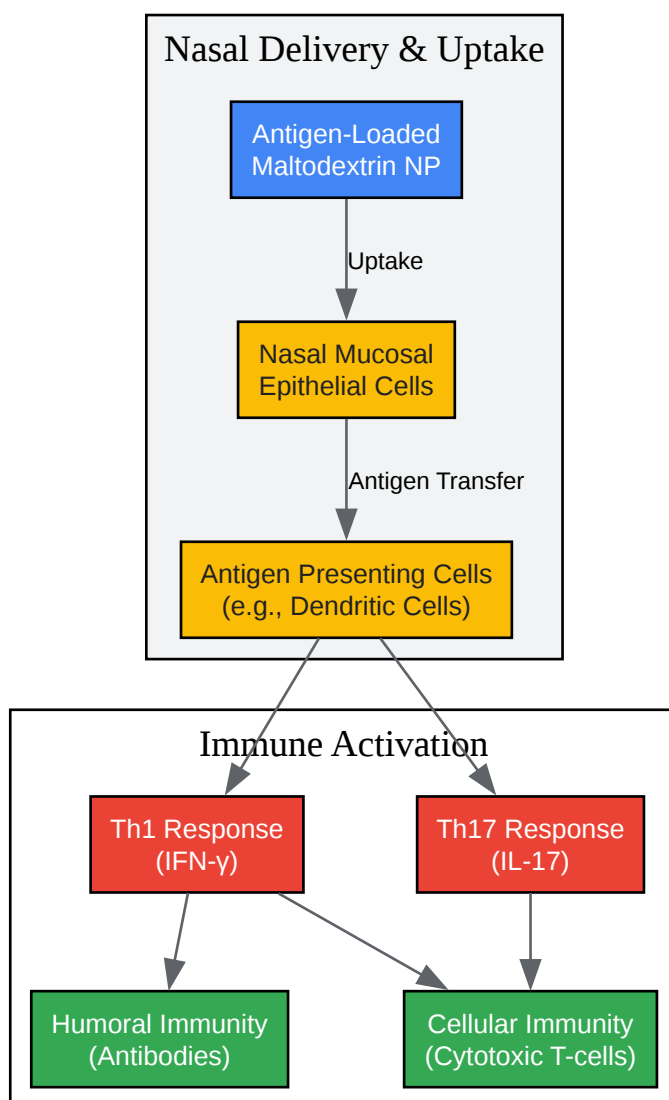 Nasal Delivery & Uptake
Antigen-Loaded
Maltodextrin NP
Uptake
Nasal Mucosal
Epithelial Cells
Antigen Transfer
Antigen Presenting Cells
(e.g., Dendritic Cells)
Immune Activation
Th1 Response
(IFN-γ)
Th17 Response
(IL-17)
Humoral Immunity
(Antibodies)
Cellular Immunity
(Cytotoxic T-cells)